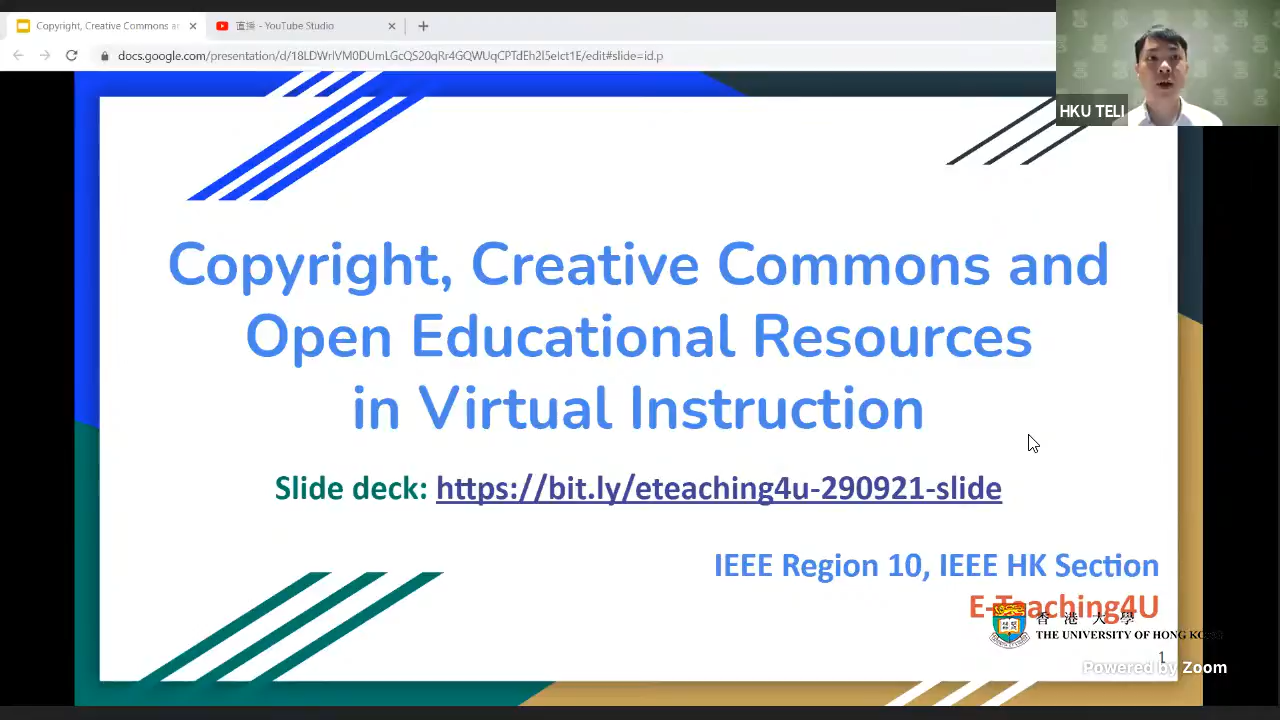 Copyright, Creative Commons an
直播 - YouTube Studio
docs.google.com/presentation/d/18LDWrIVM0DUmLGcQS20qRr4GOWUqCPTdEh2l5eIct1E/edit#slide=id.p
HKU TELI
Copyright, Creative Commons and
Open Educational Resources
in Virtual Instruction
Slide deck: https://bit.ly/eteaching4u-290921-slide
IEEE Region 10, IEEE HK Section
E-Teaching4U
香港大學
THE UNIVERSITY OF HONG KONG
1
Powered by Zoom